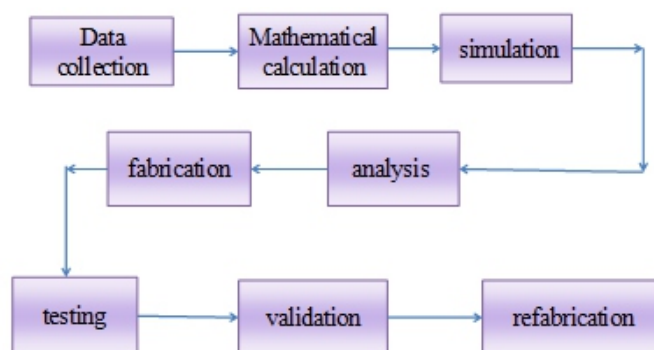 Data
collection
Mathematical
calculation
simulation
fabrication
analysis
testing
validation
refabrication